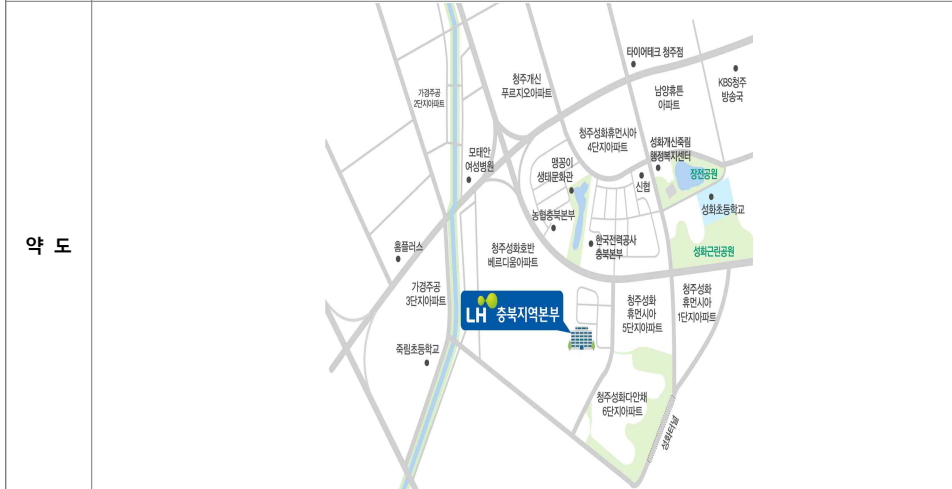 약 도
타이어테크 청주점
KBS청주
방송국
청주개신
푸르지오아파트
가경주공
2단지아파트
남양휴튼
아파트
청주성화휴먼시아
4단지아파트
성화개신죽림
행정복지센터
모태안
여성병원
맹꽁이
생태문화관
장전공원
신협
성화초등학교
농협충북본부
한국전력공사
충북본부
홈플러스
청주성화호반
베르디움아파트
성화근린공원
가경주공
3단지아파트
LH 충북지역본부
청주성화
휴먼시아
5단지아파트
청주성화
휴먼시아
1단지아파트
죽림초등학교
청주성화다안채
6단지아파트
성화터널